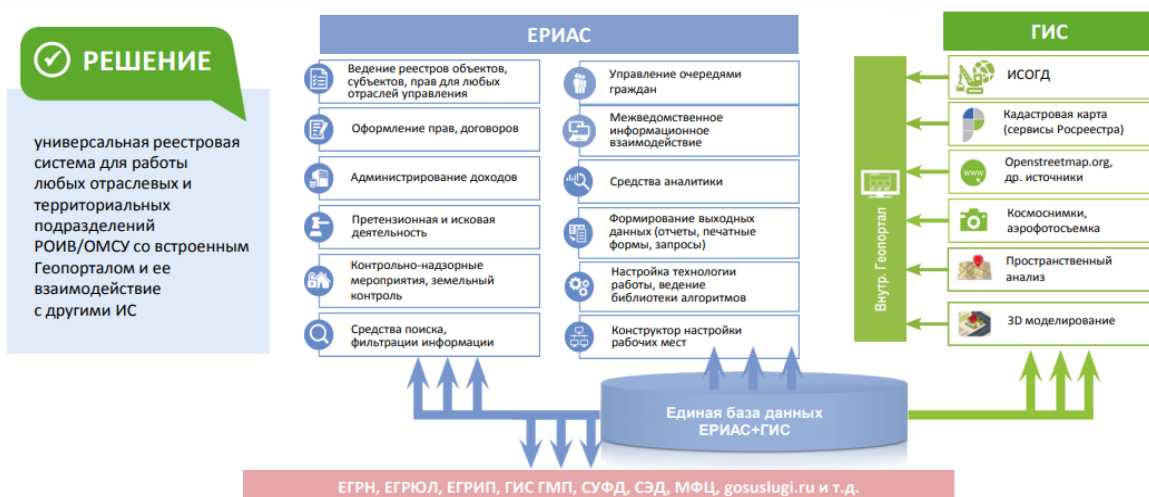 РЕШЕНИЕ
универсальная реестровая
система для работы
любых отраслевых и
территориальных
подразделений
РОИВ/ОМСУ со встроенным
Геопорталом и ее
взаимодействие
с другими ИС
ЕРИАС
Ведение реестров объектов,
субъектов, прав для любых
отраслей управления
Оформление прав, договоров
Администрирование доходов
Претензионная и исковая
деятельность
Контрольно-надзорные
мероприятия, земельный
контроль
Средства поиска,
фильтрации информации
Управление очередями
граждан
Межведомственное
информационное
взаимодействие
Средства аналитики
Формирование выходных
данных (отчеты, печатные
формы, запросы)
Настройка технологии
работы, ведение
библиотеки алгоритмов
Конструктор настройки
рабочих мест
ГИС
Внутр. Геопортал
ИСОГД
Кадастровая карта
(сервисы Росреестра)
www
Openstreetmap.org,
др. источники
Космоснимки,
аэрофотосъемка
Пространственный
анализ
3D моделирование
Единая база данных
ЕРИАС+ГИС
ЕГРН, ЕГРЮЛ, ЕГРИП, ГИС ГМП, СУФД, СЭД, МФЦ, gosuslugi.ru и т.д.